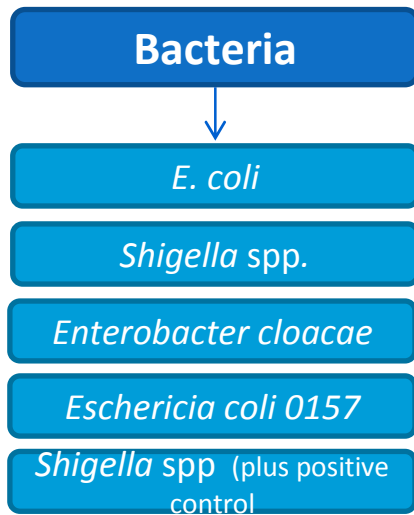 Bacteria
E. coli
Shigella spp.
Enterobacter cloacae
Eschericia coli 0157
Shigella spp (plus positive
control